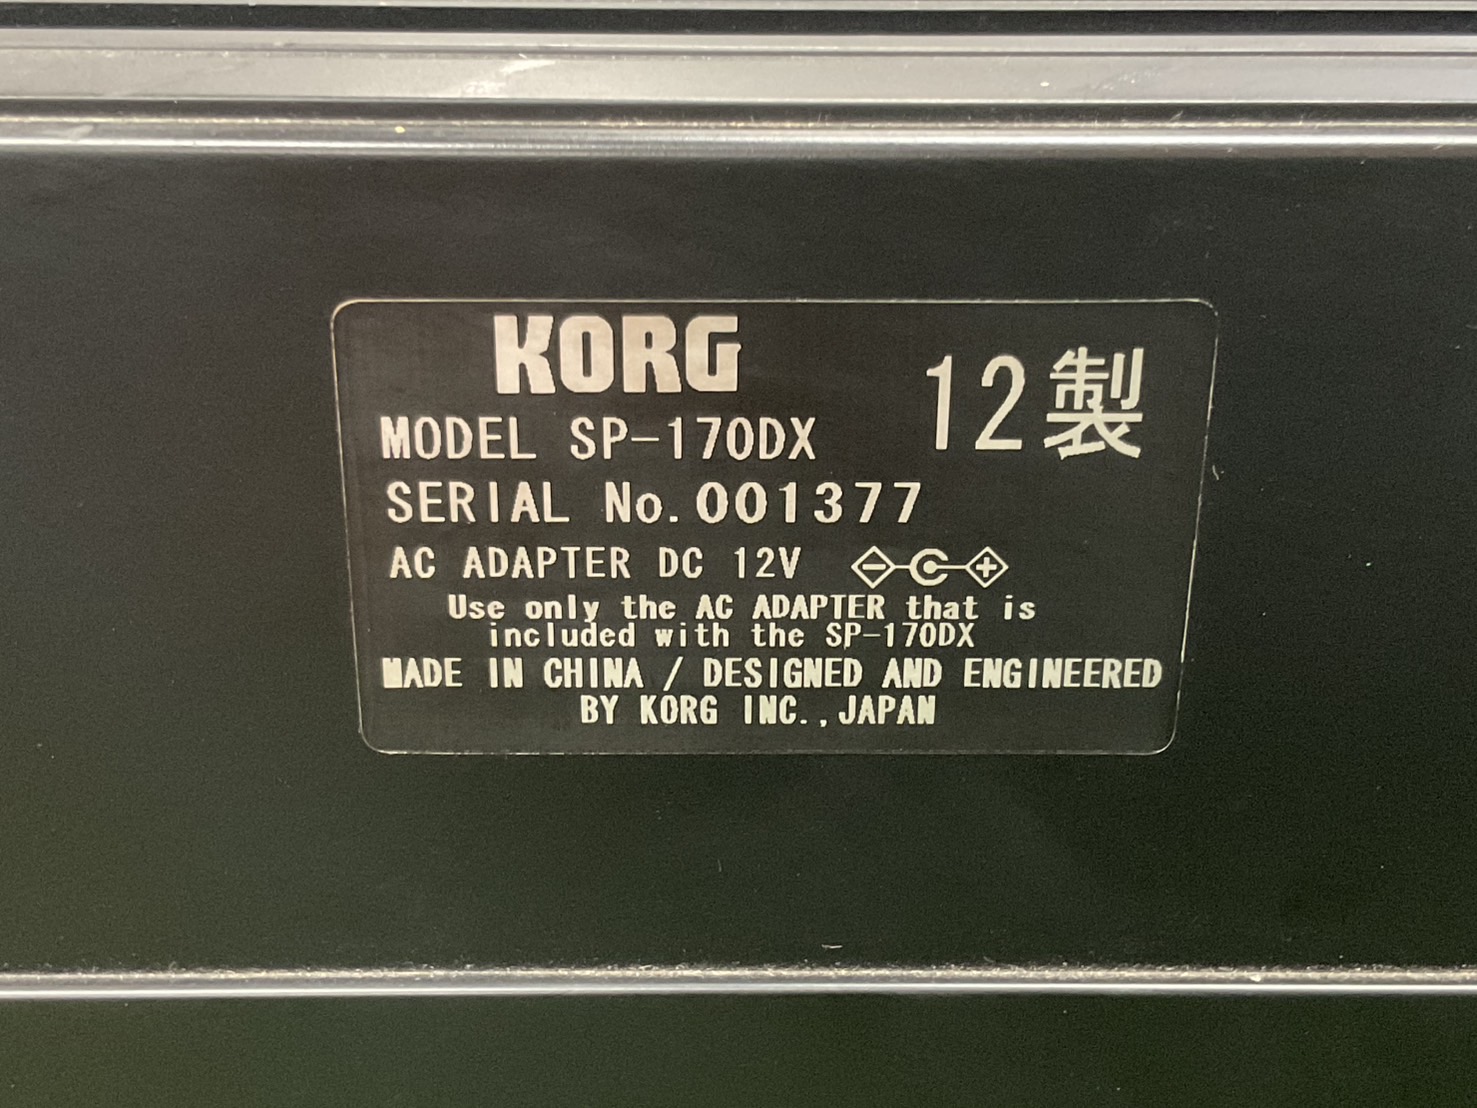 KORG
12製
MODEL SP-170DX
SERIAL No. 001377
AC ADAPTER DC 12V
Use only the AC ADAPTER that is
included with the SP-170DX
MADE IN CHINA / DESIGNED AND ENGINEERED
BY KORG INC.,JAPAN